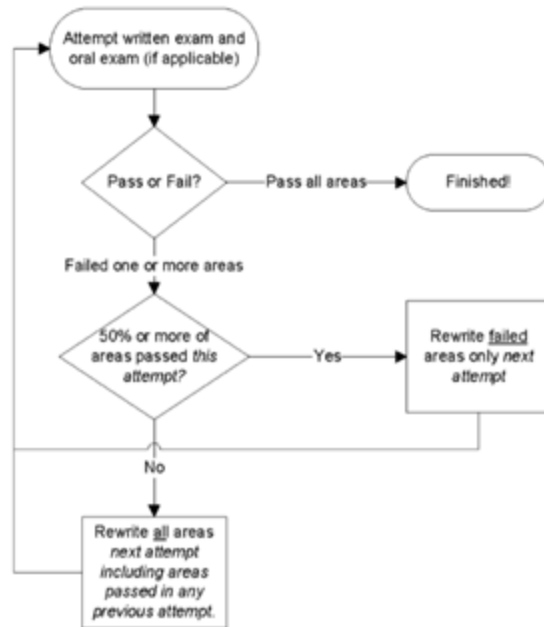 Attempt written exam and
oral exam (if applicable)
Pass or Fail?
Pass all areas
Finished!
Failed one or more areas
50% or more of
areas passed this
attempt?
Yes
Rewrite failed
areas only next
attempt
No
Rewrite all areas
next attempt
including areas
passed in any
previous attempt.